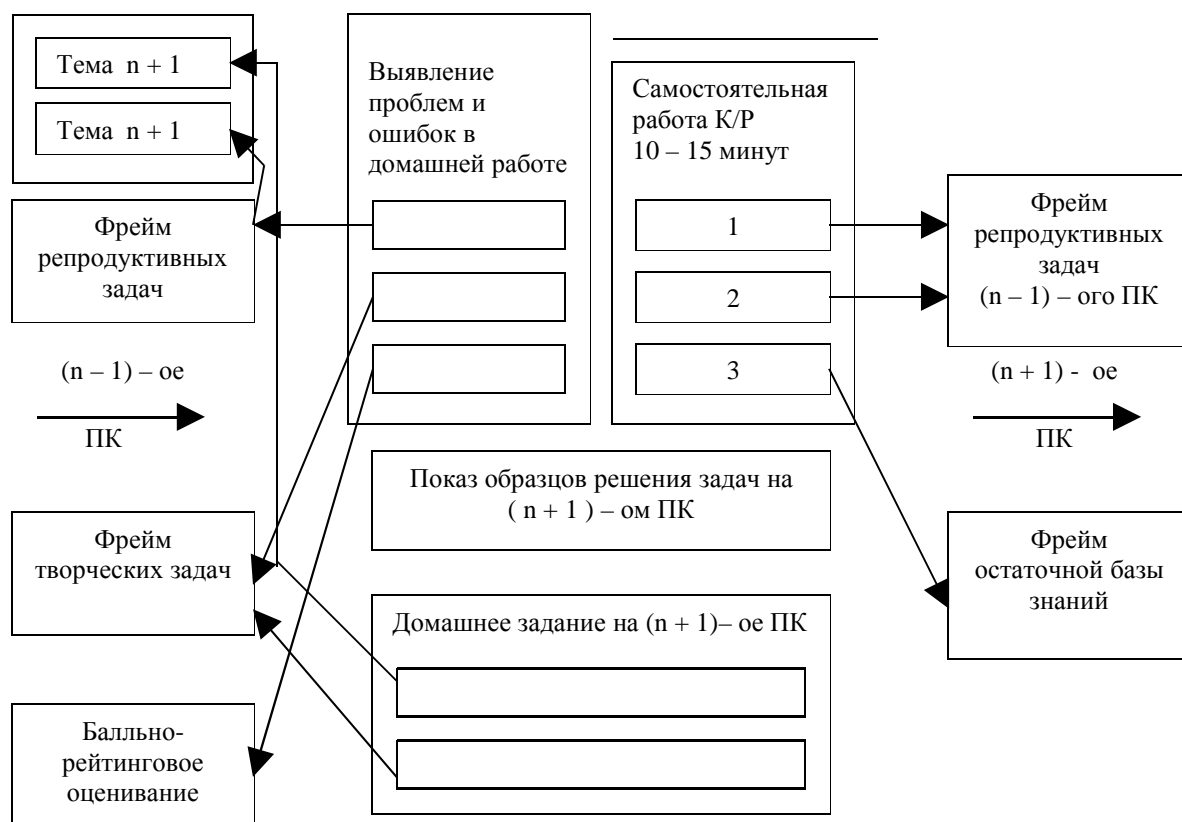 Тема n + 1
Тема n + 1
Фрейм
репродуктивных
задач
(n – 1) – ое
ПК
Фрейм
творческих задач
Балльно-
рейтинговое
оценивание
Выявление
проблем и
ошибок в
домашней работе
Самостоятельная
работа К/Р
10 – 15 минут
1
2
3
Показ образцов решения задач на
( n + 1 ) – ом ПК
Домашнее задание на (n + 1)– ое ПК
Фрейм
репродуктивных
задач
(n – 1) – ого ПК
(n + 1) - ое
ПК
Фрейм
остаточной базы
знаний